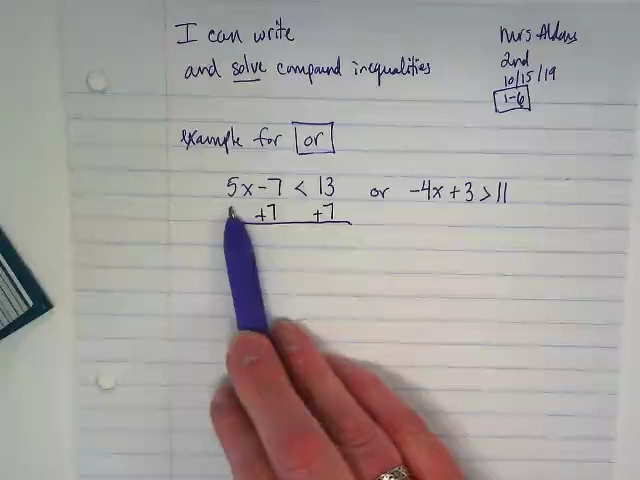 I can write
and solve compound inequalities
Mrs Aldous
2nd
10/15/19
1-6
example for or
5x - 7 < 13 or -4x + 3 > 11
+7 +7